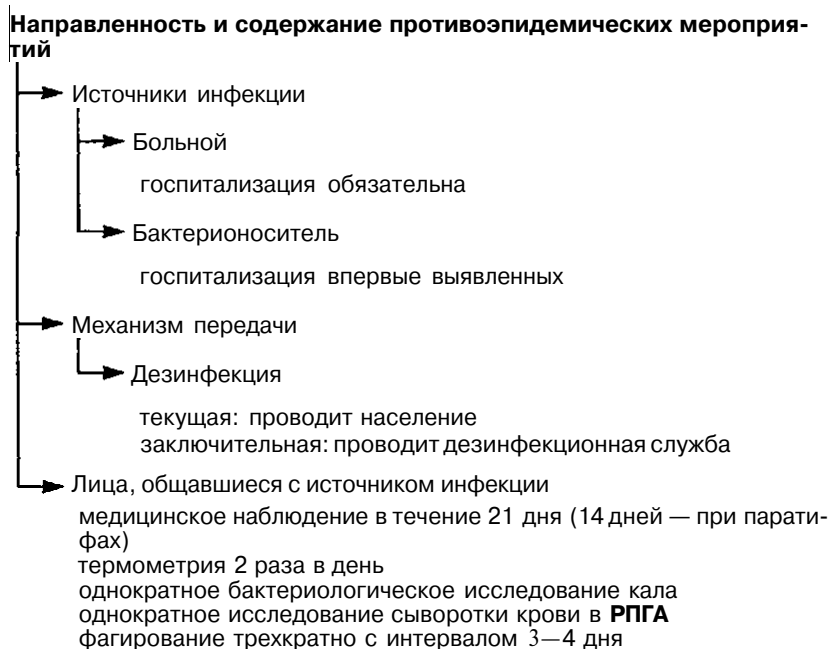 Направленность и содержание противоэпидемических мероприя-
тий
Источники инфекции
Больной
госпитализация обязательна
Бактерионоситель
госпитализация впервые выявленных
Механизм передачи
Дезинфекция
текущая: проводит население
заключительная: проводит дезинфекционная служба
Лица, общавшиеся с источником инфекции
медицинское наблюдение в течение 21 дня (14 дней — при парати-
фах)
термометрия 2 раза в день
однократное бактериологическое исследование кала
однократное исследование сыворотки крови в РПГА
фагирование трехкратно с интервалом 3—4 дня